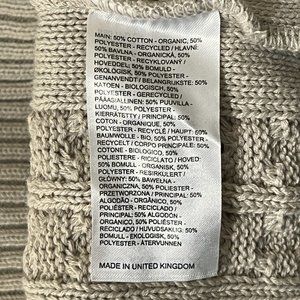 MAIN: 50% COTTON - ORGANIC, 50%
POLYESTER - RECYCLED / HLAVNÍ:
50% BAVLNA - ORGANICKÁ, 50%
POLYESTER - RECYKLOVANÝ /
HOVEDDEL: 50% BOMULD -
ØKOLOGISK, 50% POLYESTER -
GENANVENDT / BELANGRIJKSTE: 50%
KATOEN - BIOLOGISCH, 50%
POLYESTER - GERECYCLED /
PÄÄASIALLINEN: 50% PUUVILLA -
LUOMU, 50% POLYESTER -
KIERRÄTETTY / PRINCIPAL: 50%
COTON - ORGANIQUE, 50%
POLYESTER - RECYCLÉ / HAUPT: 60%
BAUMWOLLE - BIO, 50% POLYESTER -
RECYCELT / CORPO PRINCIPALE: 50%
COTONE - BIOLOGICO, 50%
POLIESTERE - RICICLATO / HOVED:
50% BOMULL - ØKOLOGISK, 50%
POLYESTER - RESIRKULERT /
GŁÓWNY: 50% BAWEŁNA -
ORGANICZNA, 50% POLIESTER -
PRZETWORZONA / PRINCIPAL: 50%
ALGODÃO - ORGÂNICO, 50%
POLIÉSTER - RECICLADO /
PRINCIPAL: 50% ALGODÓN -
ORGÁNICO, 50% POLIÉSTER -
RECICLADO / HUVUDSAKLIG: 50%
BOMULL - EKOLOGISK, 50%
POLYESTER - ÅTERVUNNEN
MADE IN UNITED KINGDOM